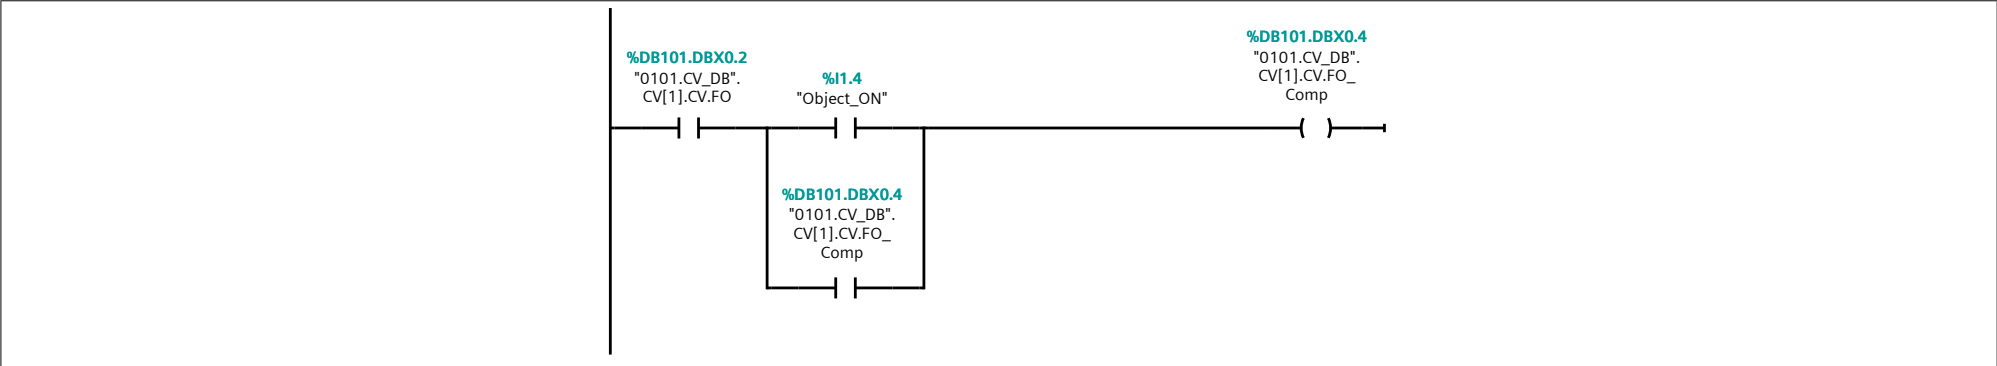 %DB101.DBX0.2
"0101.CV_DB".
CV[1].CV.FO
%I1.4
"Object_ON"
%DB101.DBX0.4
"0101.CV_DB".
CV[1].CV.FO_
Comp
%DB101.DBX0.4
"0101.CV_DB".
CV[1].CV.FO_
Comp